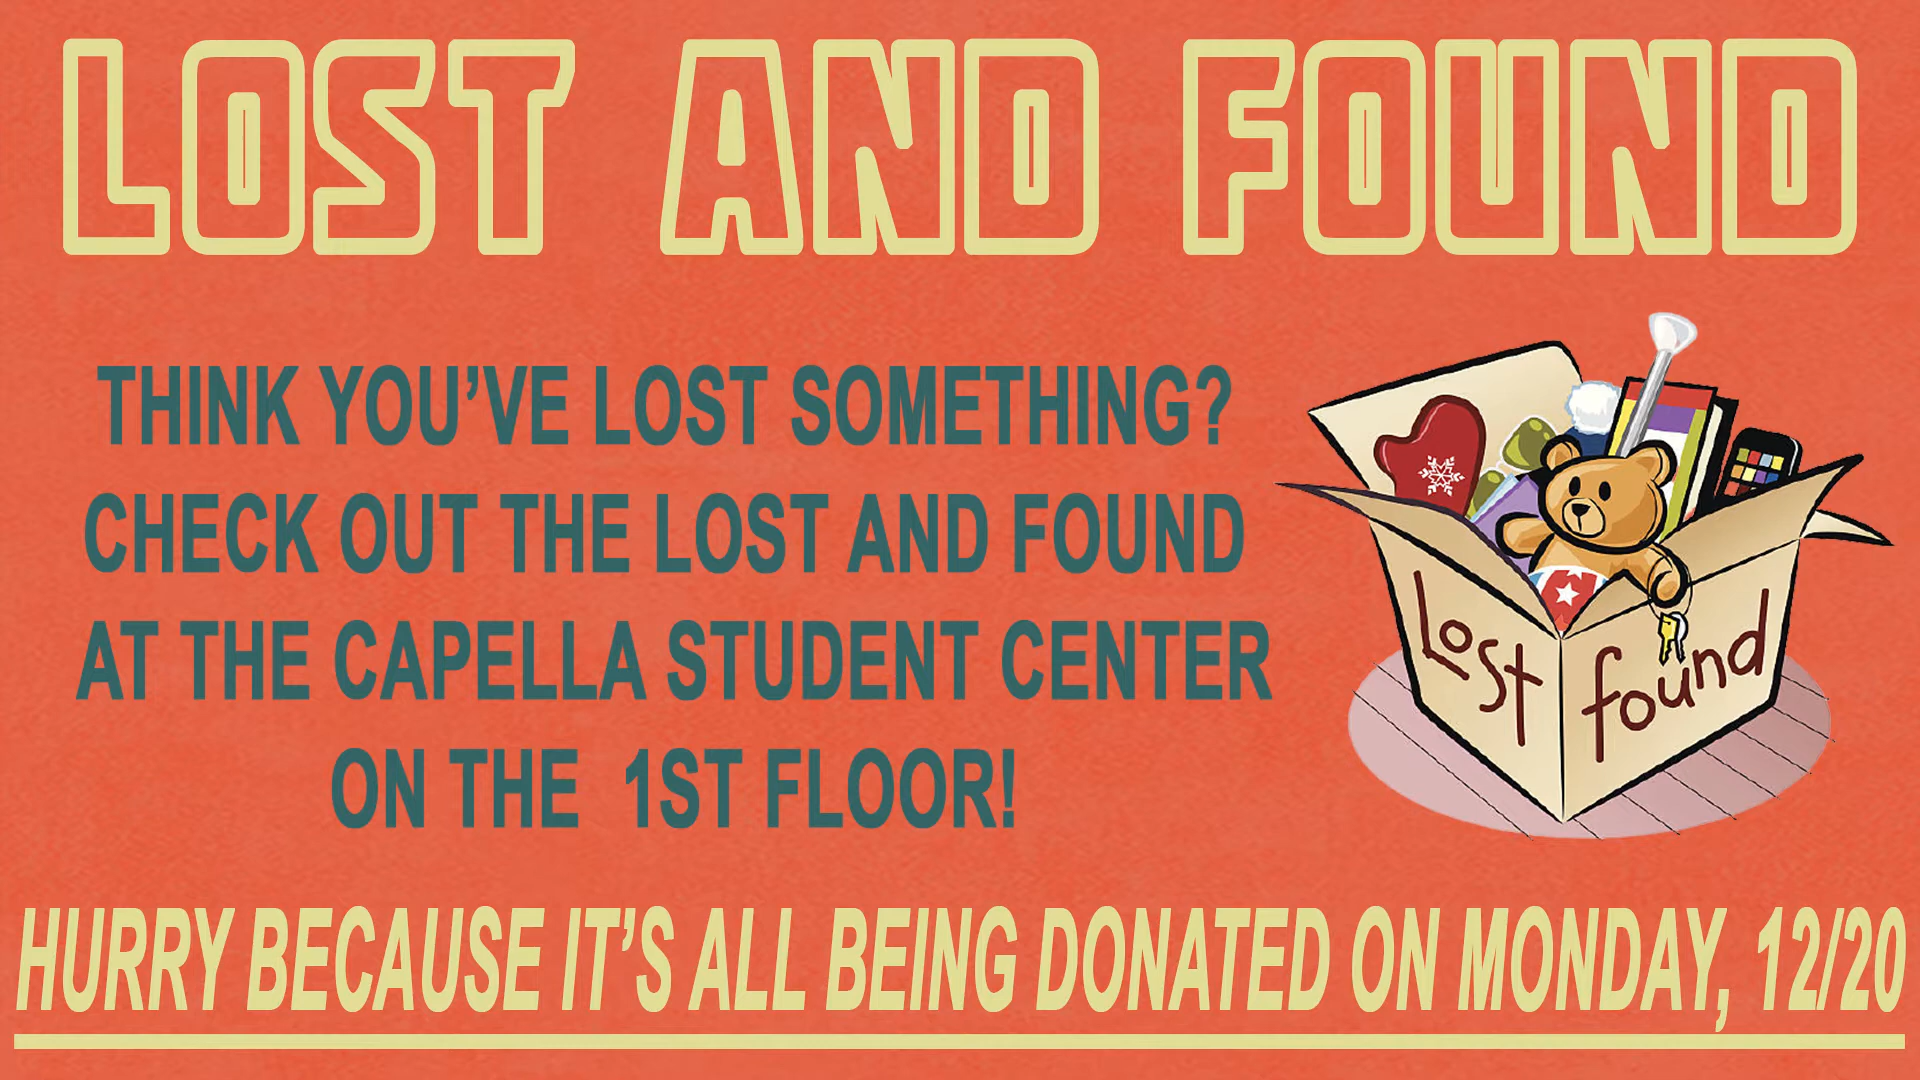 LOST AND FOUND
THINK YOU'VE LOST SOMETHING?
CHECK OUT THE LOST AND FOUND
AT THE CAPELLA STUDENT CENTER
ON THE 1ST FLOOR!
Lost found
HURRY BECAUSE IT'S ALL BEING DONATED ON MONDAY, 12/20